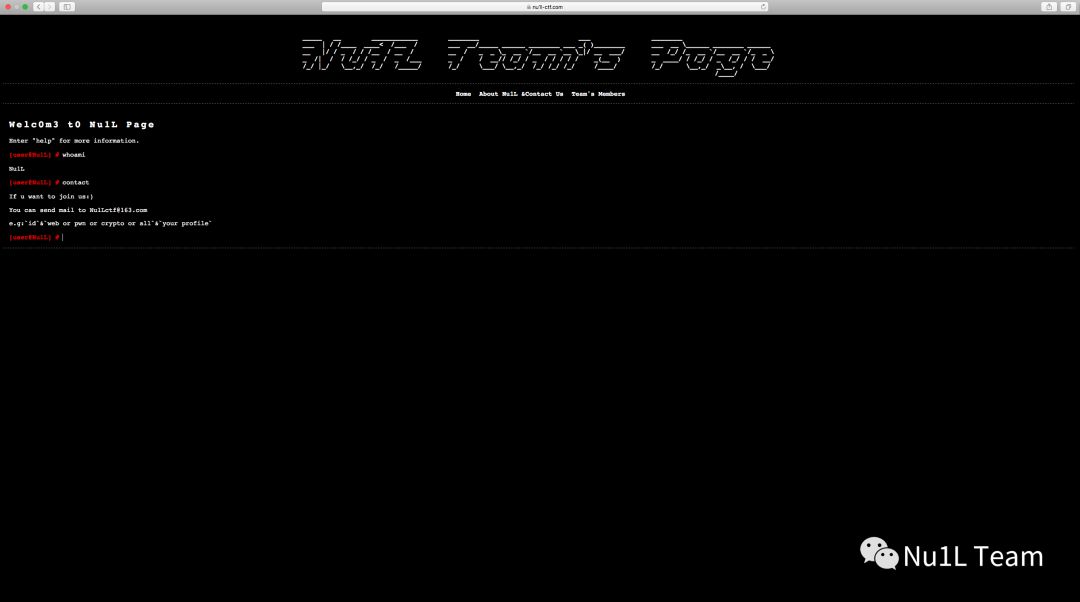 nu1l-ctf.com
Nu1L Team's Page
Home About Nu1L &Contact Us Team's Members
Welc0m3 t0 Nu1L Page
Enter "help" for more information.
[user@Nu1L] # whoami
Nu1L
[user@Nu1L] # contact
If u want to join us:)
You can send mail to Nu1Lctf@163.com
e.g:`id`&`web or pwn or crypto or all`&`your profile`
[user@Nu1L] #
Nu1L Team